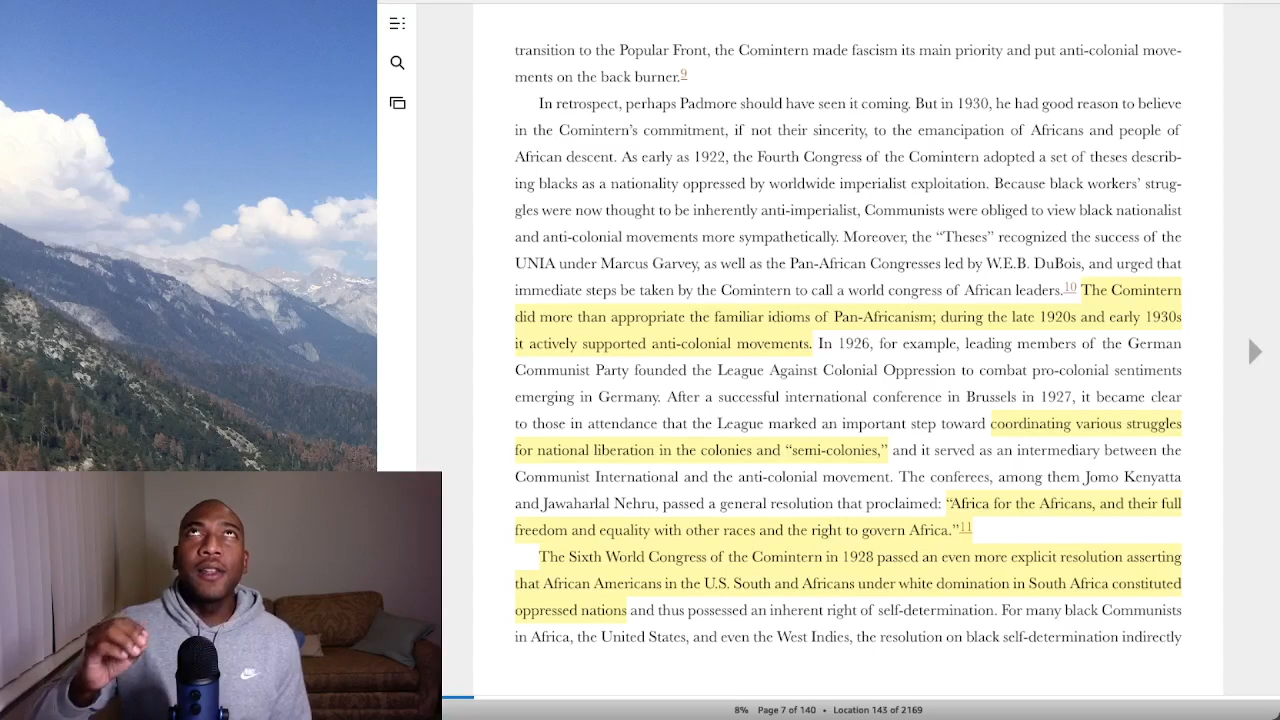 transition to the Popular Front, the Comintern made fascism its main priority and put anti-colonial move-
ments on the back burner.9
In retrospect, perhaps Padmore should have seen it coming. But in 1930, he had good reason to believe
in the Comintern's commitment, if not their sincerity, to the emancipation of Africans and people of
African descent. As early as 1922, the Fourth Congress of the Comintern adopted a set of theses describ-
ing blacks as a nationality oppressed by worldwide imperialist exploitation. Because black workers' strug-
gles were now thought to be inherently anti-imperialist, Communists were obliged to view black nationalist
and anti-colonial movements more sympathetically. Moreover, the “Theses” recognized the success of the
UNIA under Marcus Garvey, as well as the Pan-African Congresses led by W.E.B. DuBois, and urged that
immediate steps be taken by the Comintern to call a world congress of African leaders.10 The Comintern
did more than appropriate the familiar idioms of Pan-Africanism; during the late 1920s and early 1930s
it actively supported anti-colonial movements. In 1926, for example, leading members of the German
Communist Party founded the League Against Colonial Oppression to combat pro-colonial sentiments
emerging in Germany. After a successful international conference in Brussels in 1927, it became clear
to those in attendance that the League marked an important step toward coordinating various struggles
for national liberation in the colonies and “semi-colonies,” and it served as an intermediary between the
Communist International and the anti-colonial movement. The conferees, among them Jomo Kenyatta
and Jawaharlal Nehru, passed a general resolution that proclaimed: “Africa for the Africans, and their full
freedom and equality with other races and the right to govern Africa.”11
The Sixth World Congress of the Comintern in 1928 passed an even more explicit resolution asserting
that African Americans in the U.S. South and Africans under white domination in South Africa constituted
oppressed nations and thus possessed an inherent right of self-determination. For many black Communists
in Africa, the United States, and even the West Indies, the resolution on black self-determination indirectly
8% Page 7 of 140 • Location 143 of 2169